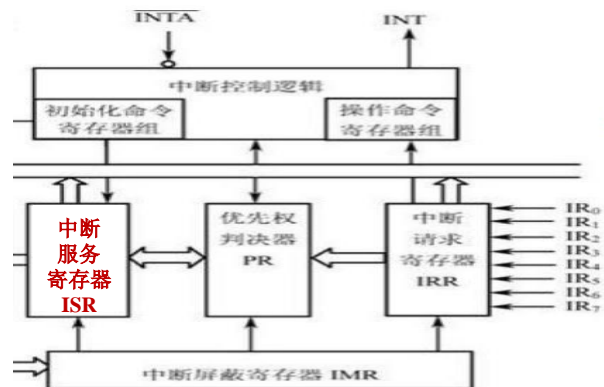 INTA
INT
中断控制逻辑
初始化命令
寄存器组
操作命令
寄存器组
中断
服务
寄存器
ISR
优先权
判决器
PR
中断
请求
寄存器
IRR
IR0
IR1
IR2
IR3
IR4
IR5
IR6
IR7
中断屏蔽寄存器 IMR